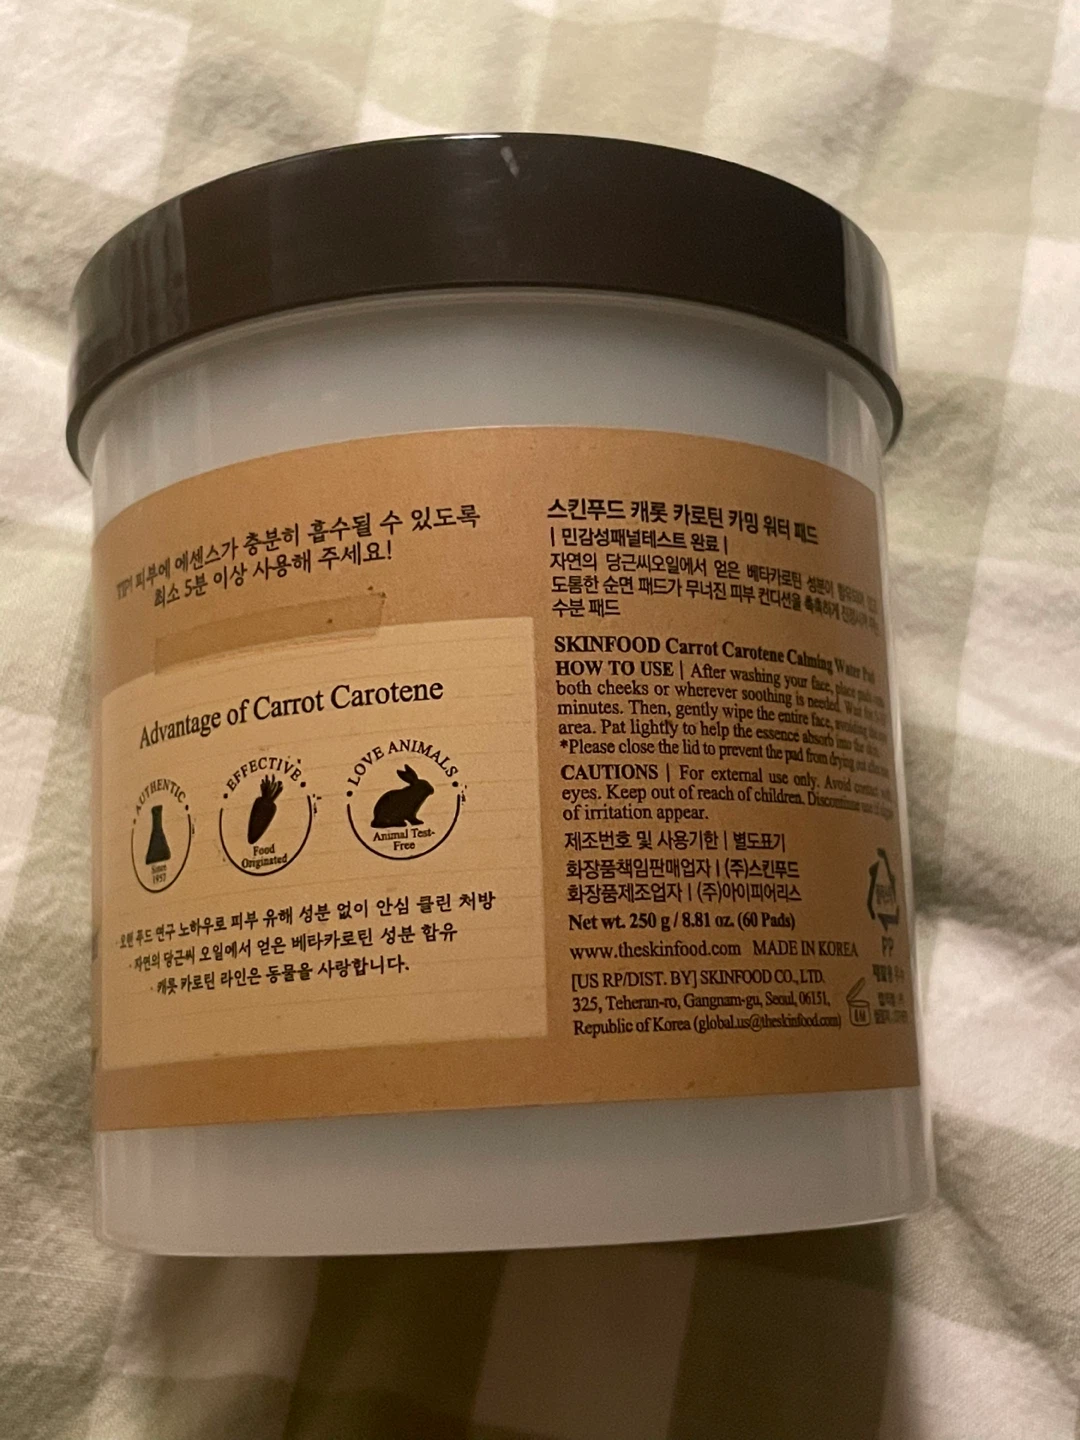 피부에 에센스가 충분히 흡수될 수 있도록
최소 5분 이상 사용해 주세요!
Advantage of Carrot Carotene
AUTHENTIC
Since
1957
EFFECTIVE
Food
Originated
LOVE ANIMALS
Animal Test-
Free
푸드 연구 노하우로 피부 유해 성분 없이 안심 클린 처방
· 자연의 당근씨 오일에서 얻은 베타카로틴 성분 함유
· 캐롯 카로틴 라인은 동물을 사랑합니다.
스킨푸드 캐롯 카로틴 카밍 워터 패드
| 민감성패널테스트 완료 |
자연의 당근씨오일에서 얻은 베타카로틴 성분이
도톰한 순면 패드가 무너진 피부 컨디션을 촉촉하게
수분 패드
SKINFOOD Carrot Carotene Calming Water Pad
HOW TO USE | After washing your face, place pads
both cheeks or wherever soothing is needed. Wait for
minutes. Then, gently wipe the entire face, avoiding
area. Pat lightly to help the essence absorb into the skin.
*Please close the lid to prevent the pad from drying out
CAUTIONS | For external use only. Avoid contact
eyes. Keep out of reach of children. Discontinue use
of irritation appear.
제조번호 및 사용기한 | 별도표기
화장품책임판매업자 | (주)스킨푸드
화장품제조업자 | (주)아이피어리스
Net wt. 250 g / 8.81 oz. (60 Pads)
www.theskinfood.com MADE IN KOREA
[US RP/DIST. BY] SKINFOOD CO., LTD.
325, Teheran-ro, Gangnam-gu, Seoul, 06151,
Republic of Korea (global.us@theskinfood.com)
PP